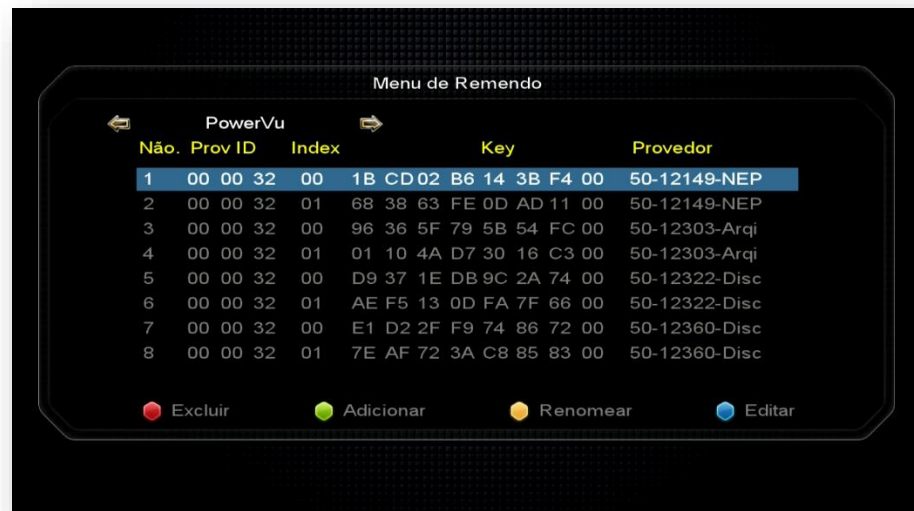 Menu de Remendo
PowerVu
Não. Prov ID Index Key Provedor
1 00 00 32 00 1B CD 02 B6 14 3B F4 00 50-12149-NEP
2 00 00 32 01 68 38 63 FE 0D AD 11 00 50-12149-NEP
3 00 00 32 00 96 36 5F 79 5B 54 FC 00 50-12303-Arqi
4 00 00 32 01 01 10 4A D7 30 16 C3 00 50-12303-Arqi
5 00 00 32 00 D9 37 1E DB 9C 2A 74 00 50-12322-Disc
6 00 00 32 01 AE F5 13 0D FA 7F 66 00 50-12322-Disc
7 00 00 32 00 E1 D2 2F F9 74 86 72 00 50-12360-Disc
8 00 00 32 01 7E AF 72 3A C8 85 83 00 50-12360-Disc
Excluir Adicionar Renomear Editar